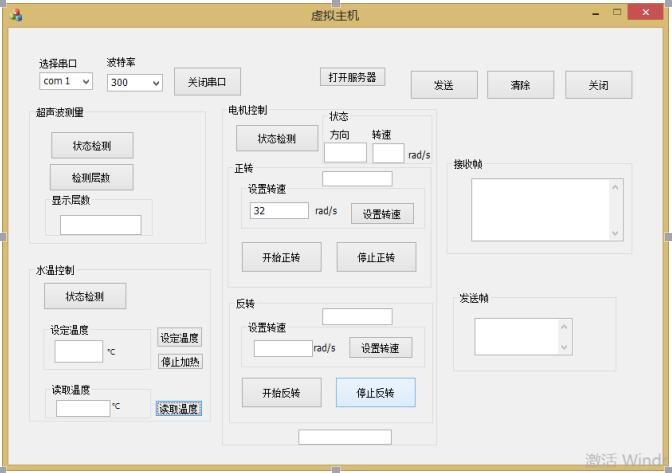 虚拟主机
选择串口
波特率
com 1
300
关闭串口
打开服务器
发送
清除
关闭
超声波测量
状态检测
检测层数
显示层数
水温控制
状态检测
设定温度
℃
设定温度
停止加热
读取温度
℃
读取温度
电机控制
状态检测
状态
方向
转速
rad/s
正转
设置转速
32
rad/s
设置转速
开始正转
停止正转
反转
设置转速
rad/s
设置转速
开始反转
停止反转
接收帧
发送帧
激活 Windo